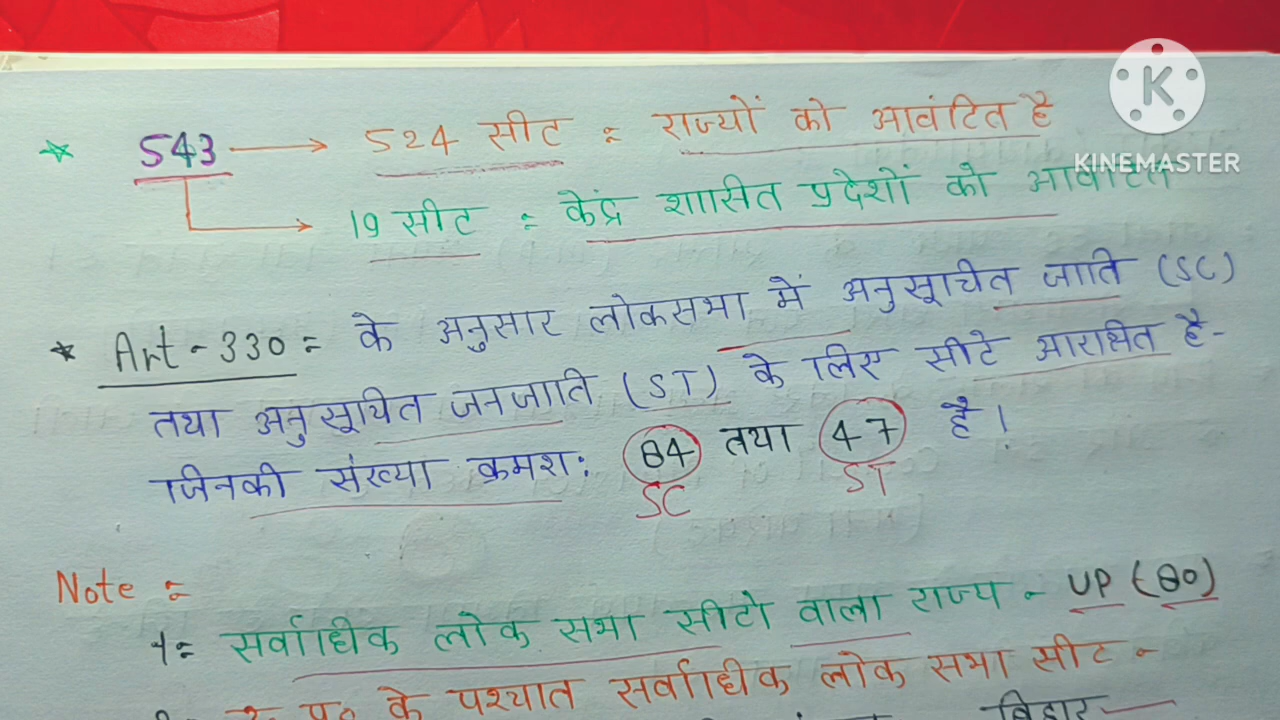 KINEMASTER
* 543 → 524 सीट = राज्यों को आवंटित है
→ 19 सीट = केंद्र शासित प्रदेशों को आवंटित
* Art - 330 = के अनुसार लोकसभा में अनुसूचित जाति (SC)
तथा अनुसूचित जनजाति (ST) के लिए सीटे आरक्षित है -
जिनकी संख्या क्रमश: 84 तथा 47 है !
SC ST
Note =
1= सर्वाधिक लोक सभा सीटो वाला राज्य - UP (80)
के पश्चात सर्वाधिक लोक सभा सीट -
बिहार